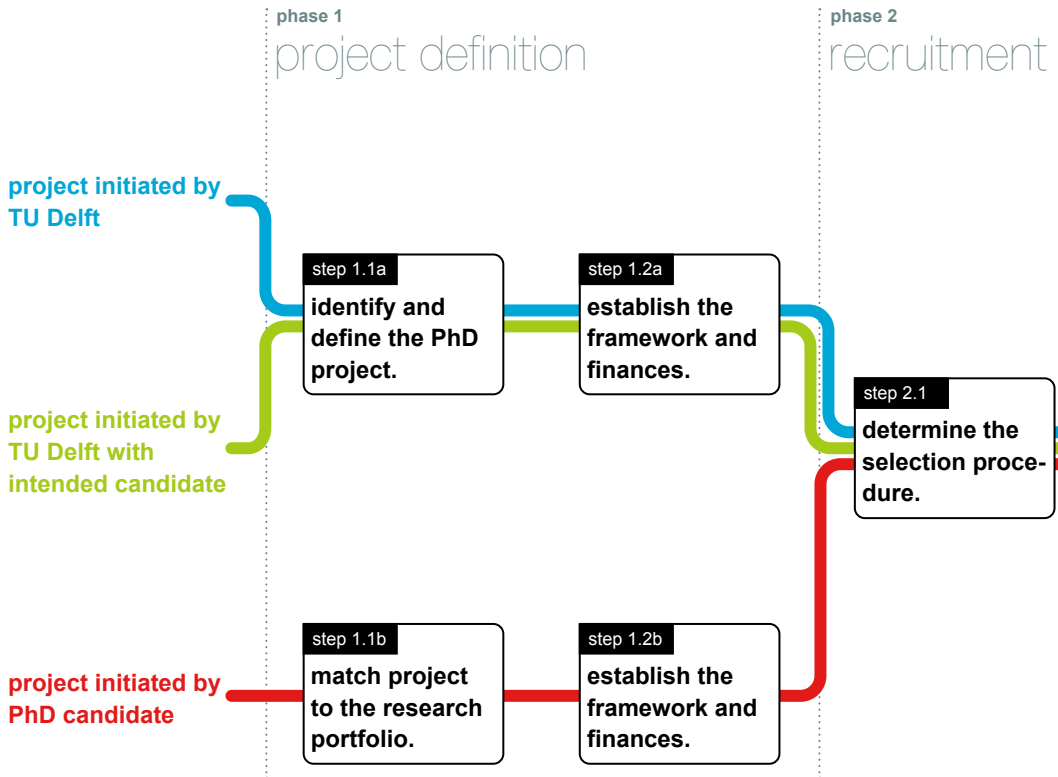 phase 1
project definition
phase 2
recruitment
project initiated by
TU Delft
step 1.1a
identify and
define the PhD
project.
step 1.2a
establish the
framework and
finances.
step 2.1
determine the
selection proce-
dure.
project initiated by
TU Delft with
intended candidate
step 1.1b
match project
to the research
portfolio.
step 1.2b
establish the
framework and
finances.
project initiated by
PhD candidate